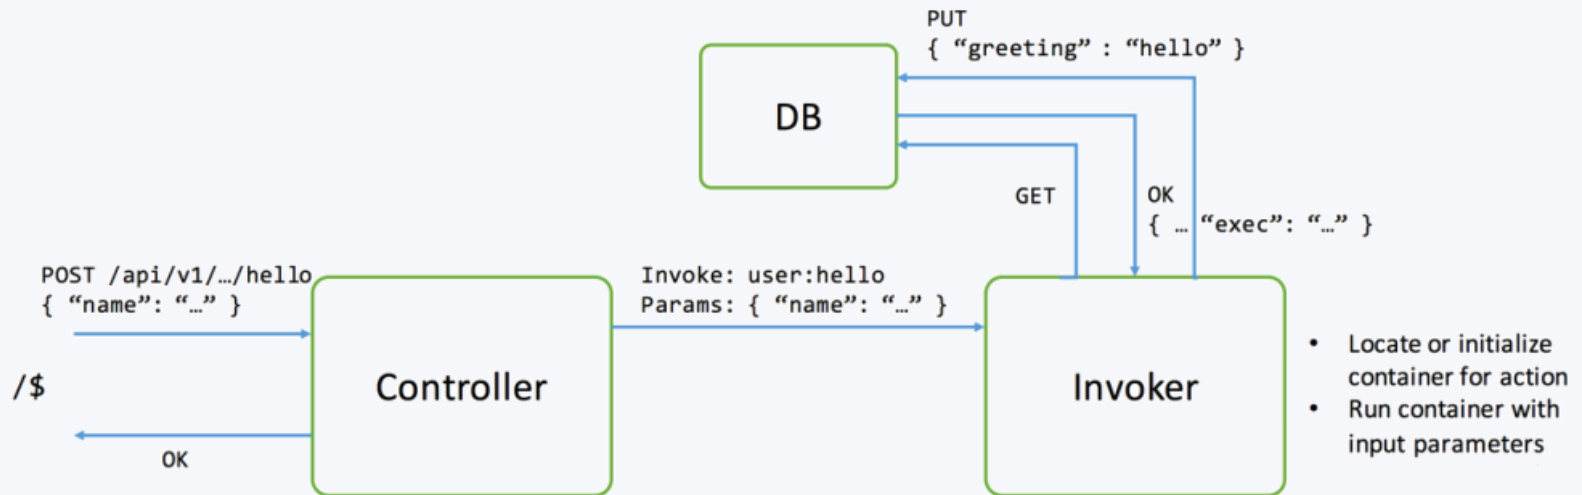 PUT
{ “greeting” : “hello” }
DB
GET
OK
{ … “exec”: “…” }
POST /api/v1/…/hello
{ “name”: “…” }
Invoke: user:hello
Params: { “name”: “…” }
/$
Controller
Invoker
• Locate or initialize
container for action
• Run container with
input parameters
OK